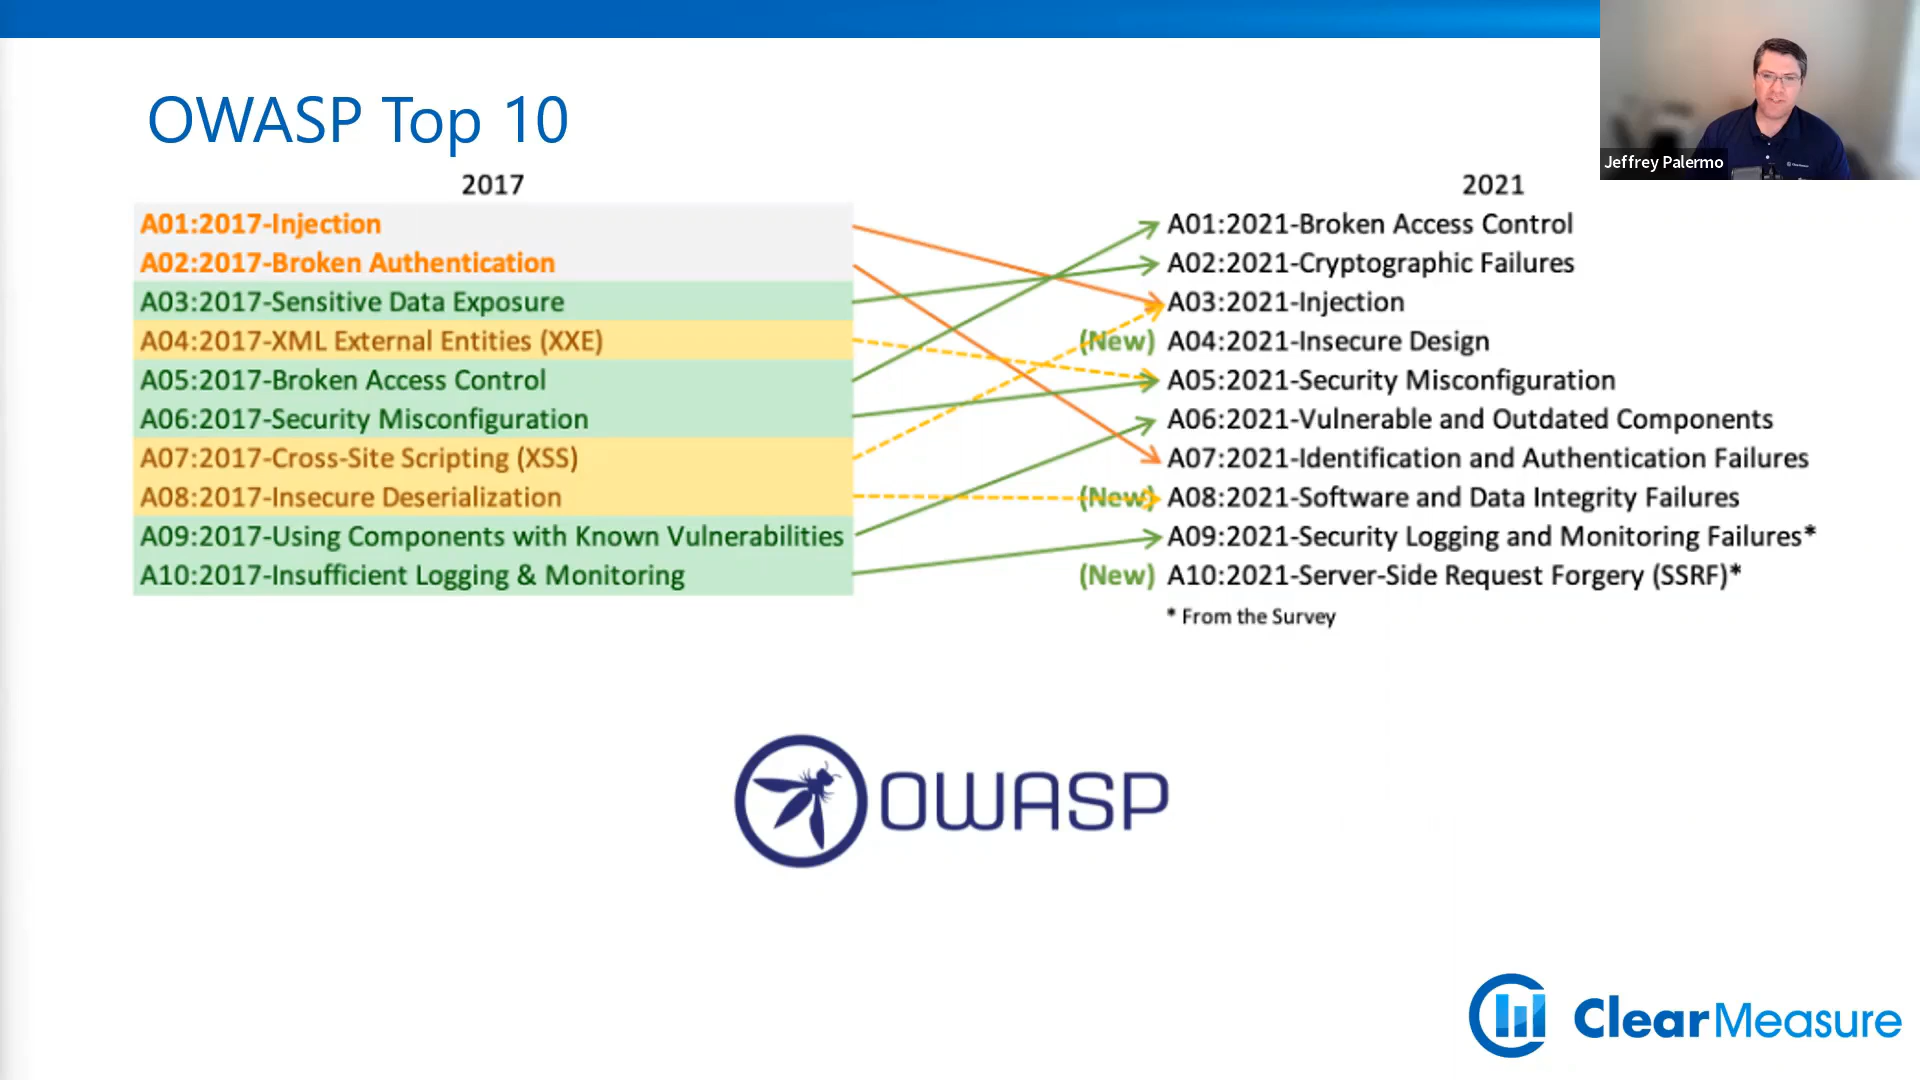 OWASP Top 10
Jeffrey Palermo
2017
A01:2017-Injection
A02:2017-Broken Authentication
A03:2017-Sensitive Data Exposure
A04:2017-XML External Entities (XXE)
A05:2017-Broken Access Control
A06:2017-Security Misconfiguration
A07:2017-Cross-Site Scripting (XSS)
A08:2017-Insecure Deserialization
A09:2017-Using Components with Known Vulnerabilities
A10:2017-Insufficient Logging & Monitoring
2021
A01:2021-Broken Access Control
A02:2021-Cryptographic Failures
A03:2021-Injection
(New) A04:2021-Insecure Design
A05:2021-Security Misconfiguration
A06:2021-Vulnerable and Outdated Components
A07:2021-Identification and Authentication Failures
(New) A08:2021-Software and Data Integrity Failures
A09:2021-Security Logging and Monitoring Failures*
(New) A10:2021-Server-Side Request Forgery (SSRF)*
* From the Survey
OWASP
ClearMeasure